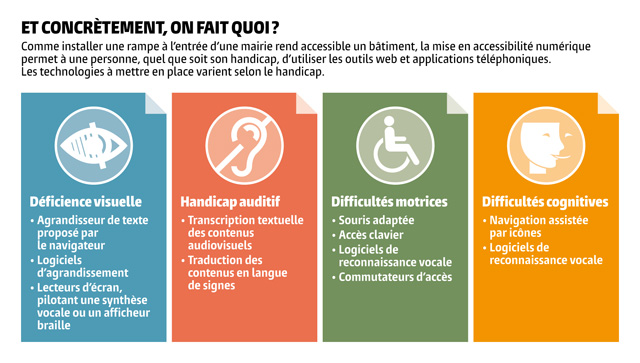 ET CONCRÈTEMENT, ON FAIT QUOI ?
Comme installer une rampe à l'entrée d'une mairie rend accessible un bâtiment, la mise en accessibilité numérique
permet à une personne, quel que soit son handicap, d'utiliser les outils web et applications téléphoniques.
Les technologies à mettre en place varient selon le handicap.
Déficience visuelle
• Agrandisseur de texte
proposé par
le navigateur
• Logiciels
d'agrandissement
• Lecteurs d'écran,
pilotant une synthèse
vocale ou un afficheur
braille
Handicap auditif
• Transcription textuelle
des contenus
audiovisuels
• Traduction des
contenus en langue
de signes
Difficultés motrices
• Souris adaptée
• Accès clavier
• Logiciels de
reconnaissance vocale
• Commutateurs d'accès
Difficultés cognitives
• Navigation assistée
par icônes
• Logiciels de
reconnaissance vocale